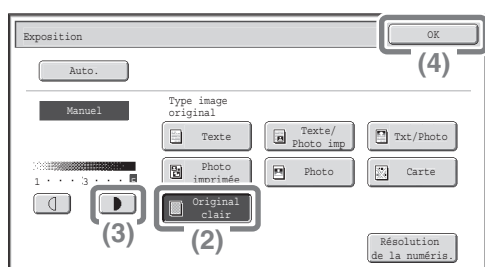 Exposition
OK
(4)
Auto.
Manuel
Type image
original
Texte
Texte/
Photo imp
Txt/Photo
Photo
imprimée
Photo
Carte
1 3 5
Original
clair
(3)
(2)
Résolution
de la numéris.